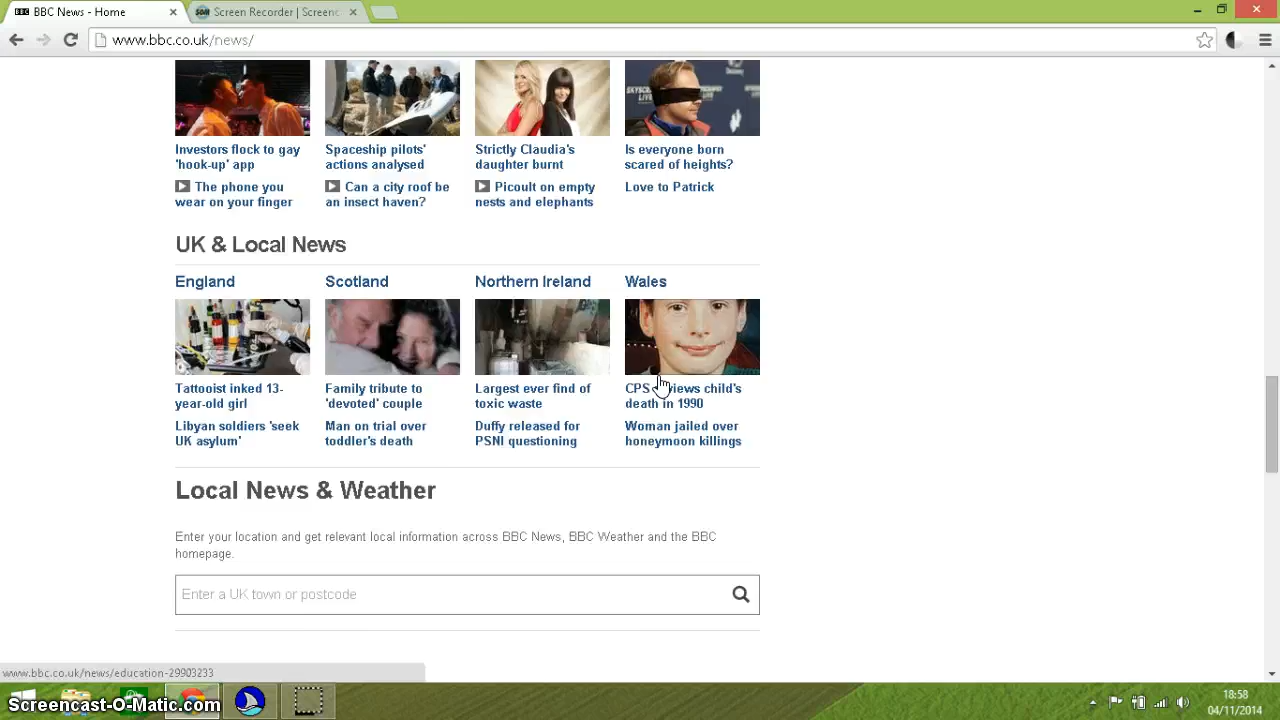 BBC BBC News - Home
SOM Screen Recorder | Screenc
www.bbc.co.uk/news/
Investors flock to gay
'hook-up' app
The phone you
wear on your finger
Spaceship pilots'
actions analysed
Can a city roof be
an insect haven?
Strictly Claudia's
daughter burnt
Picoult on empty
nests and elephants
Is everyone born
scared of heights?
Love to Patrick
UK & Local News
England
Tattooist inked 13-
year-old girl
Libyan soldiers 'seek
UK asylum'
Scotland
Family tribute to
'devoted' couple
Man on trial over
toddler's death
Northern Ireland
Largest ever find of
toxic waste
Duffy released for
PSNI questioning
Wales
CPS views child's
death in 1990
Woman jailed over
honeymoon killings
Local News & Weather
Enter your location and get relevant local information across BBC News, BBC Weather and the BBC
homepage.
Enter a UK town or postcode
www.bbc.co.uk/news/education-29903233
Screencast-O-Matic.com
18:58
04/11/2014